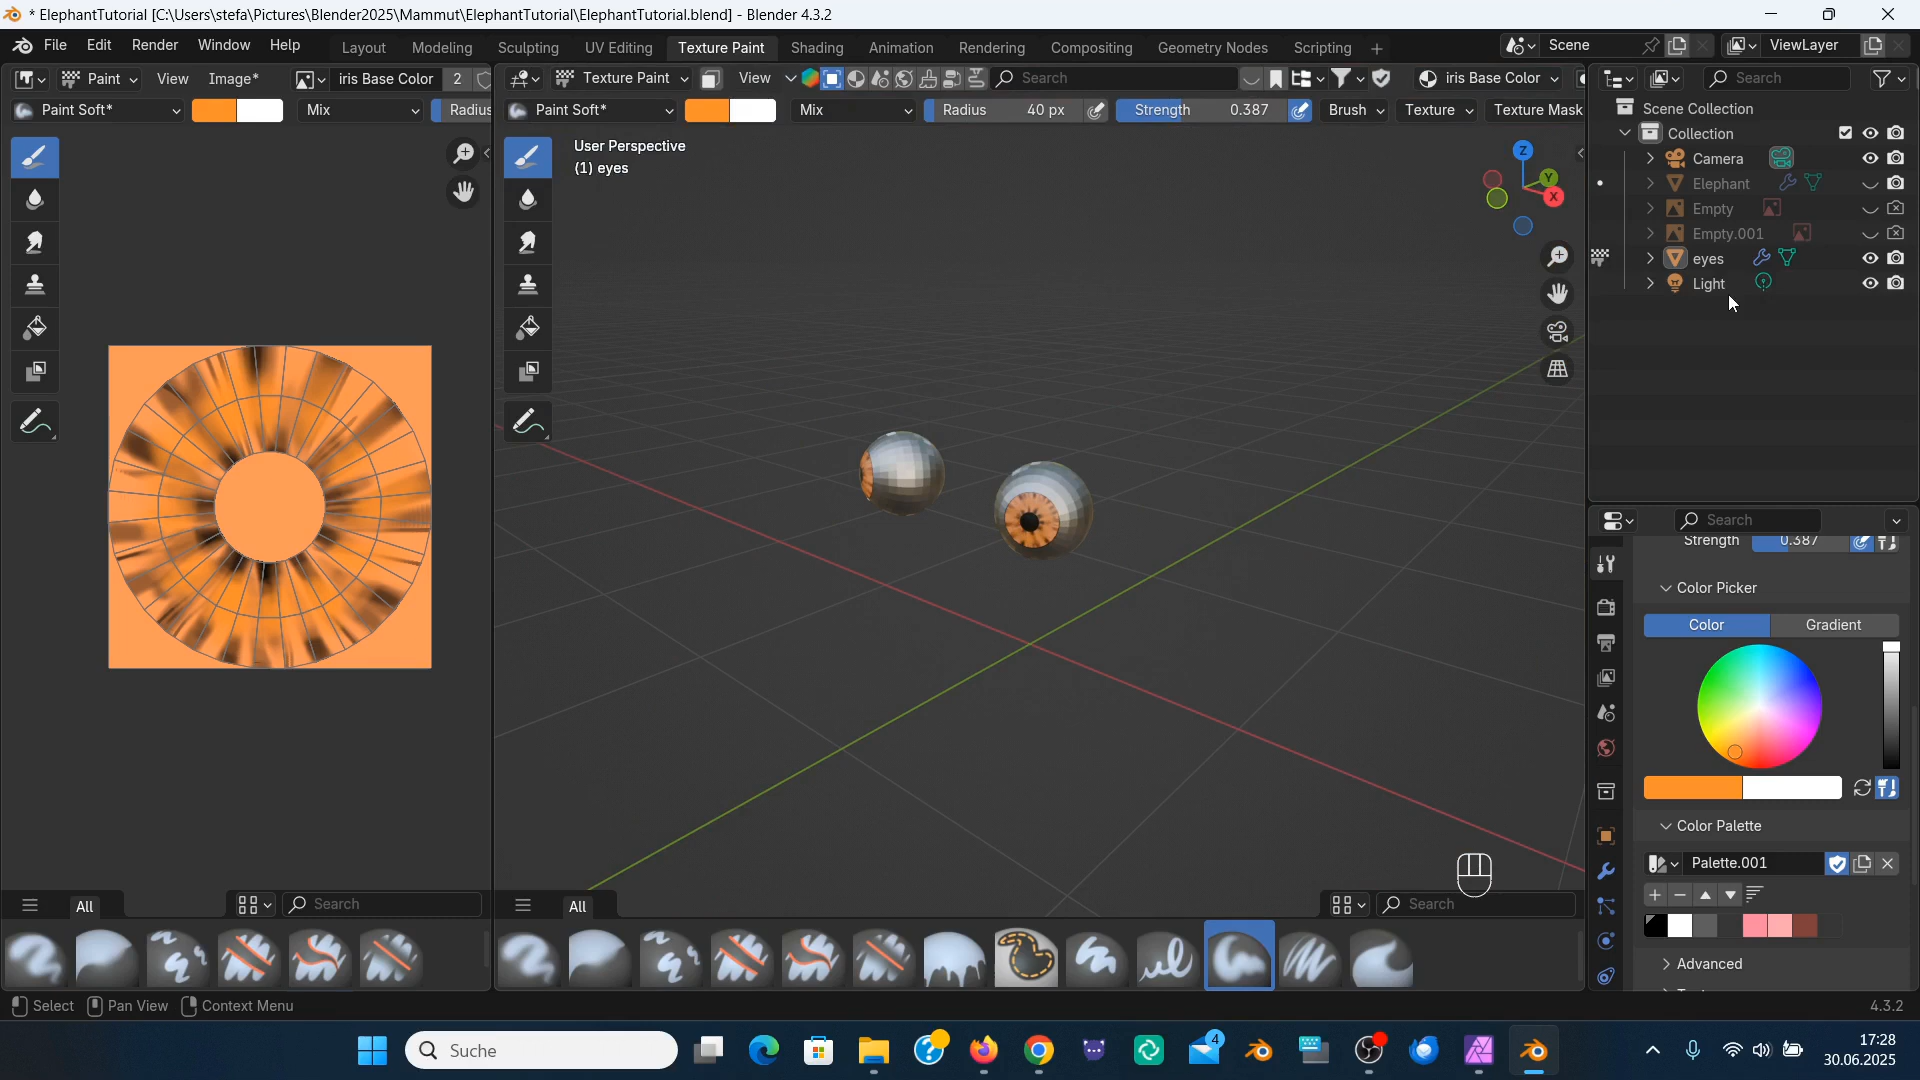 * ElephantTutorial [C:\Users\stefa\Pictures\Blender2025\Mammut\ElephantTutorial\ElephantTutorial.blend] - Blender 4.3.2
File Edit Render Window Help Layout Modeling Sculpting UV Editing Texture Paint Shading Animation Rendering Compositing Geometry Nodes Scripting + Scene ViewLayer
Paint View Image* iris Base Color 2 Texture Paint View Search iris Base Color Search
Paint Soft* Mix Radius Paint Soft* Mix Radius 40 px Strength 0.387 Brush Texture Texture Mask
Scene Collection
Collection
Camera
Elephant
Empty
Empty.001
eyes
Light
User Perspective
(1) eyes
Z
Y
X
Search
Strength 0.387
Color Picker
Color Gradient
Color Palette
Palette.001
Advanced
All Search All Search
Select Pan View Context Menu 4.3.2
Suche 4 17:28
30.06.2025